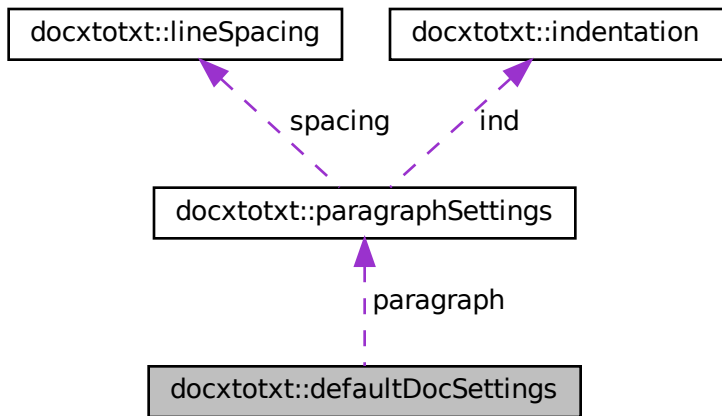 docxtotxt::lineSpacing
docxtotxt::indentation
spacing
ind
docxtotxt::paragraphSettings
paragraph
docxtotxt::defaultDocSettings